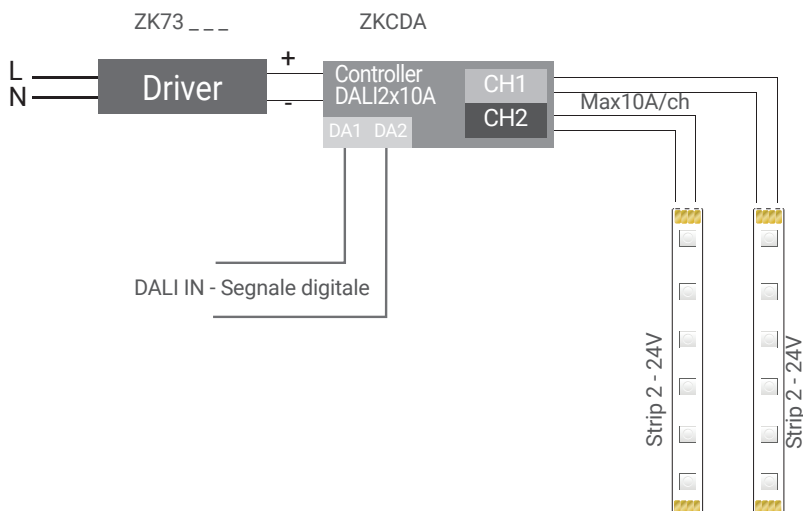 ZK73 _ _ _
ZKCDA
L
N
Driver
+
-
Controller
DALI2x10A
CH1
CH2
DA1 DA2
Max10A/ch
DALI IN - Segnale digitale
Strip 2 - 24V
Strip 2 - 24V